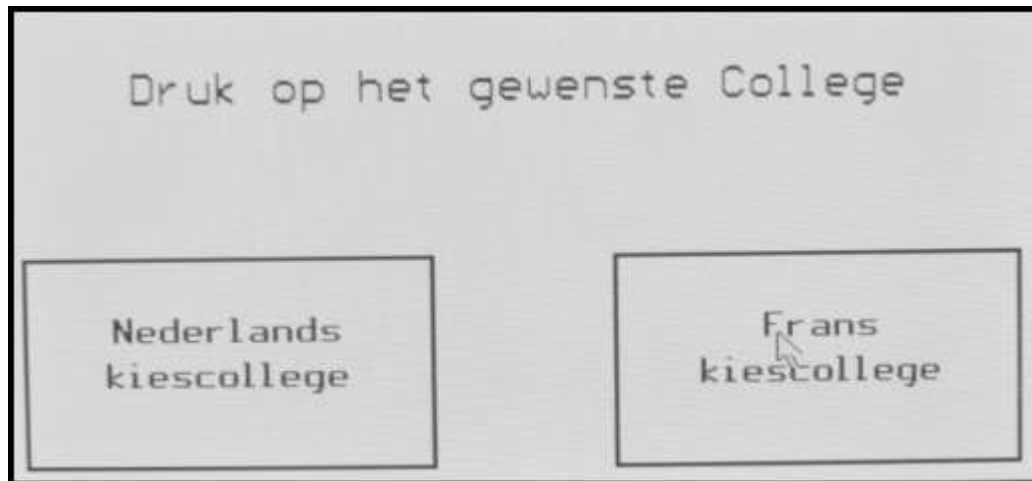 Druk op het gewenste College
Nederlands
kiescollege
Frans
kiescollege